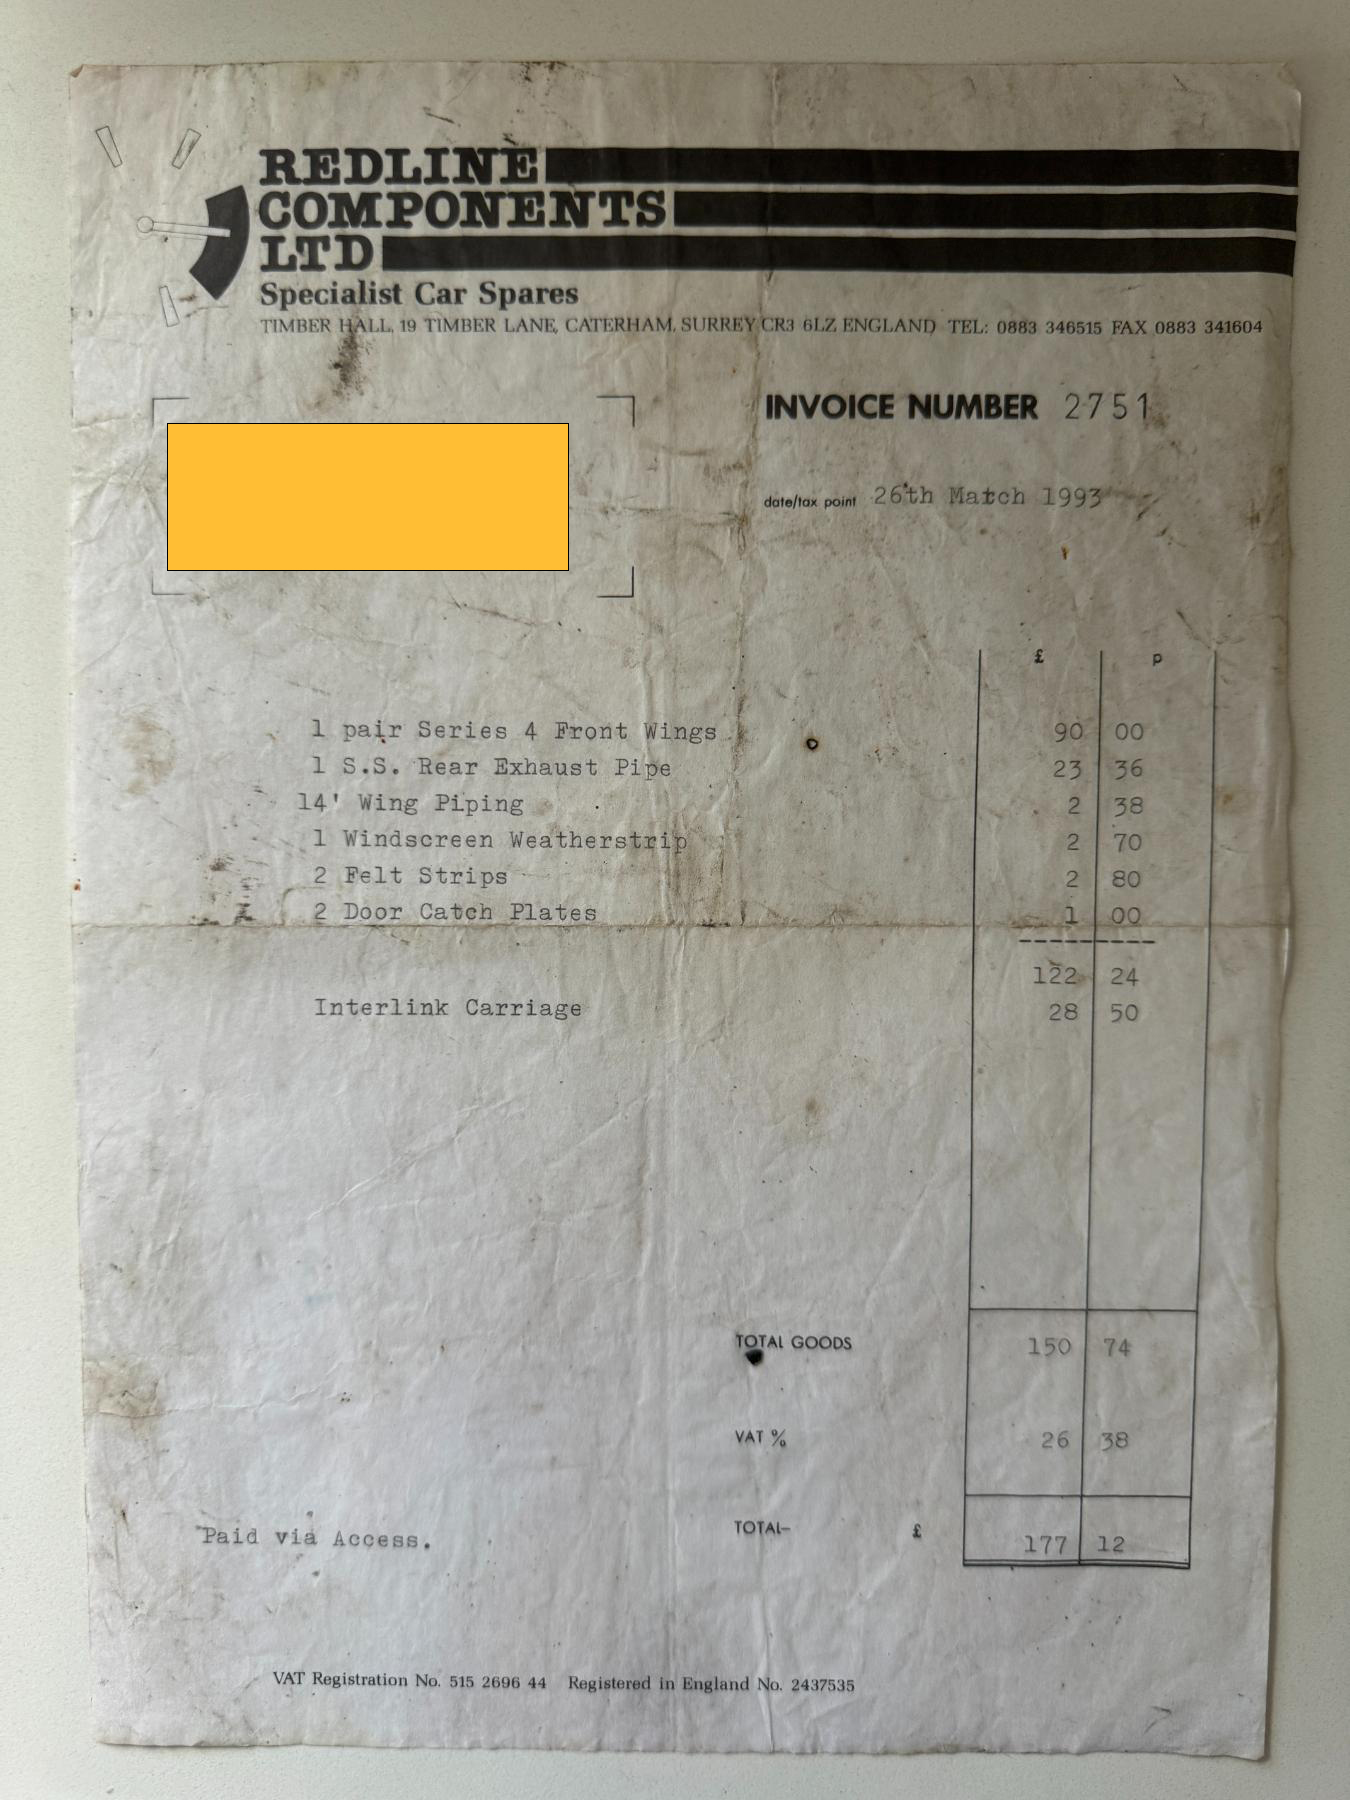 REDLINE
COMPONENTS
LTD
Specialist Car Spares
TIMBER HALL, 19 TIMBER LANE, CATERHAM, SURREY CR3 6LZ ENGLAND TEL: 0883 346515 FAX 0883 341604
INVOICE NUMBER 2751
date/tax point 26th March 1993
£ p
1 pair Series 4 Front Wings 90 00
1 S.S. Rear Exhaust Pipe 23 36
14' Wing Piping 2 38
1 Windscreen Weatherstrip 2 70
2 Felt Strips 2 80
2 Door Catch Plates 1 00
---------
122 24
Interlink Carriage 28 50
TOTAL GOODS 150 74
VAT % 26 38
Paid via Access. TOTAL- £ 177 12
VAT Registration No. 515 2696 44 Registered in England No. 2437535